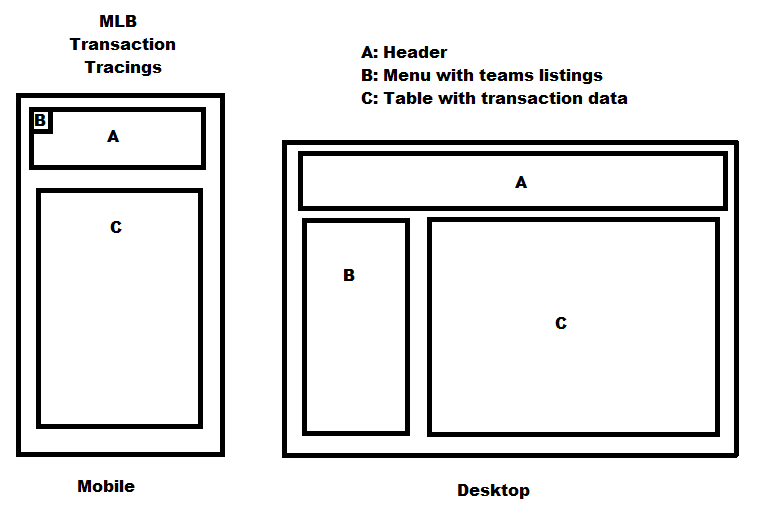 MLB
Transaction
Tracings
A: Header
B: Menu with teams listings
C: Table with transaction data
B
A
C
Mobile
A
B
C
Desktop